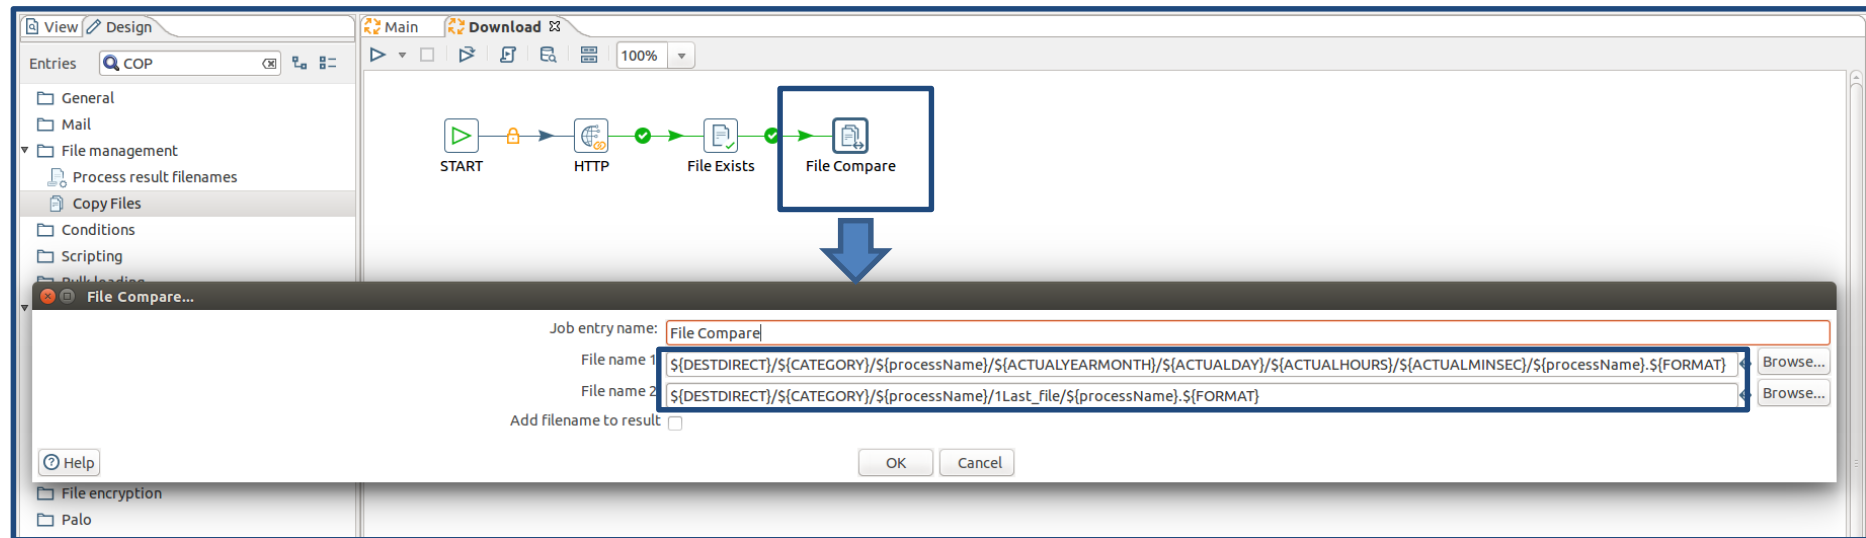 View Design Main Download
Entries COP 100%
General
Mail
File management
Process result filenames
Copy Files
Conditions
Scripting
Bulk loading
START HTTP File Exists File Compare
File Compare...
Job entry name: File Compare
File name 1 ${DESTDIRECT}/${CATEGORY}/${processName}/${ACTUALYEARMONTH}/${ACTUALDAY}/${ACTUALHOURS}/${ACTUALMINSEC}/${processName}.${FORMAT} Browse...
File name 2 ${DESTDIRECT}/${CATEGORY}/${processName}/1Last_file/${processName}.${FORMAT} Browse...
Add filename to result
Help OK Cancel
File encryption
Palo